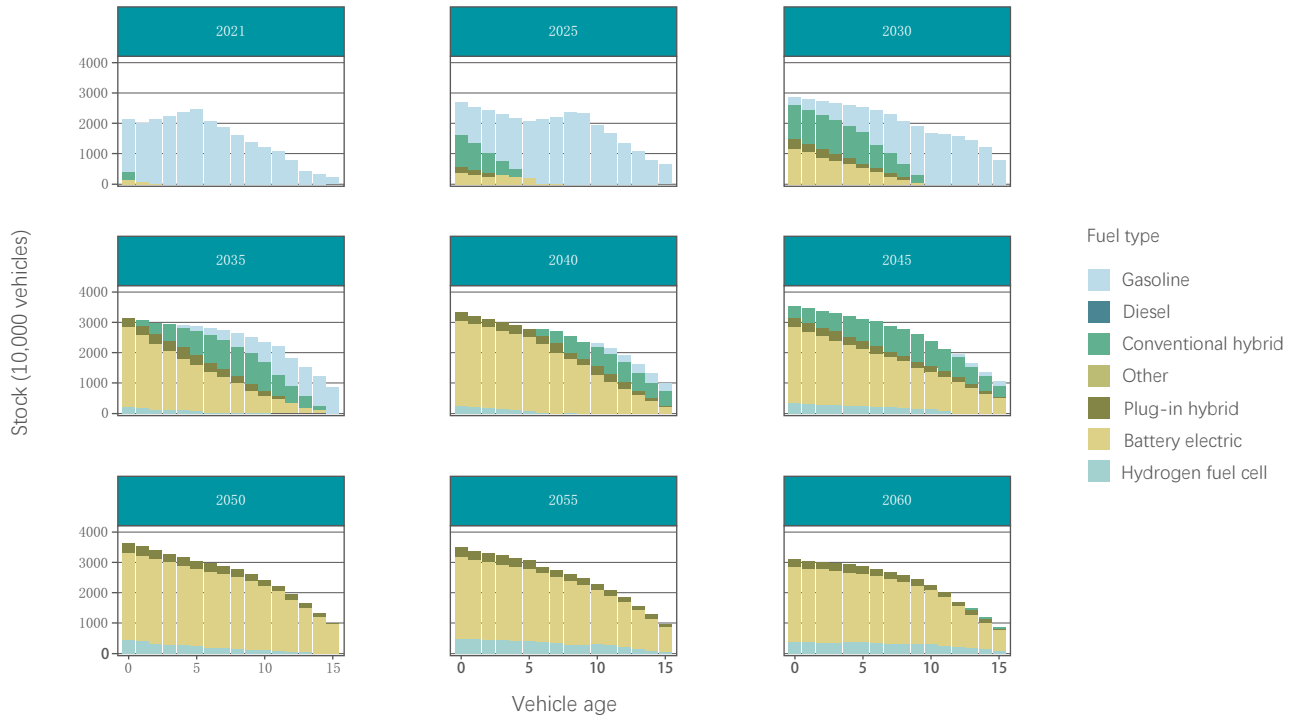 2021
2025
2030
4000
3000
2000
1000
0
2035
2040
2045
4000
3000
2000
1000
0
2050
2055
2060
4000
3000
2000
1000
0
0 5 10 15
0 5 10 15
0 5 10 15
Stock (10,000 vehicles)
Vehicle age
Fuel type
Gasoline
Diesel
Conventional hybrid
Other
Plug-in hybrid
Battery electric
Hydrogen fuel cell